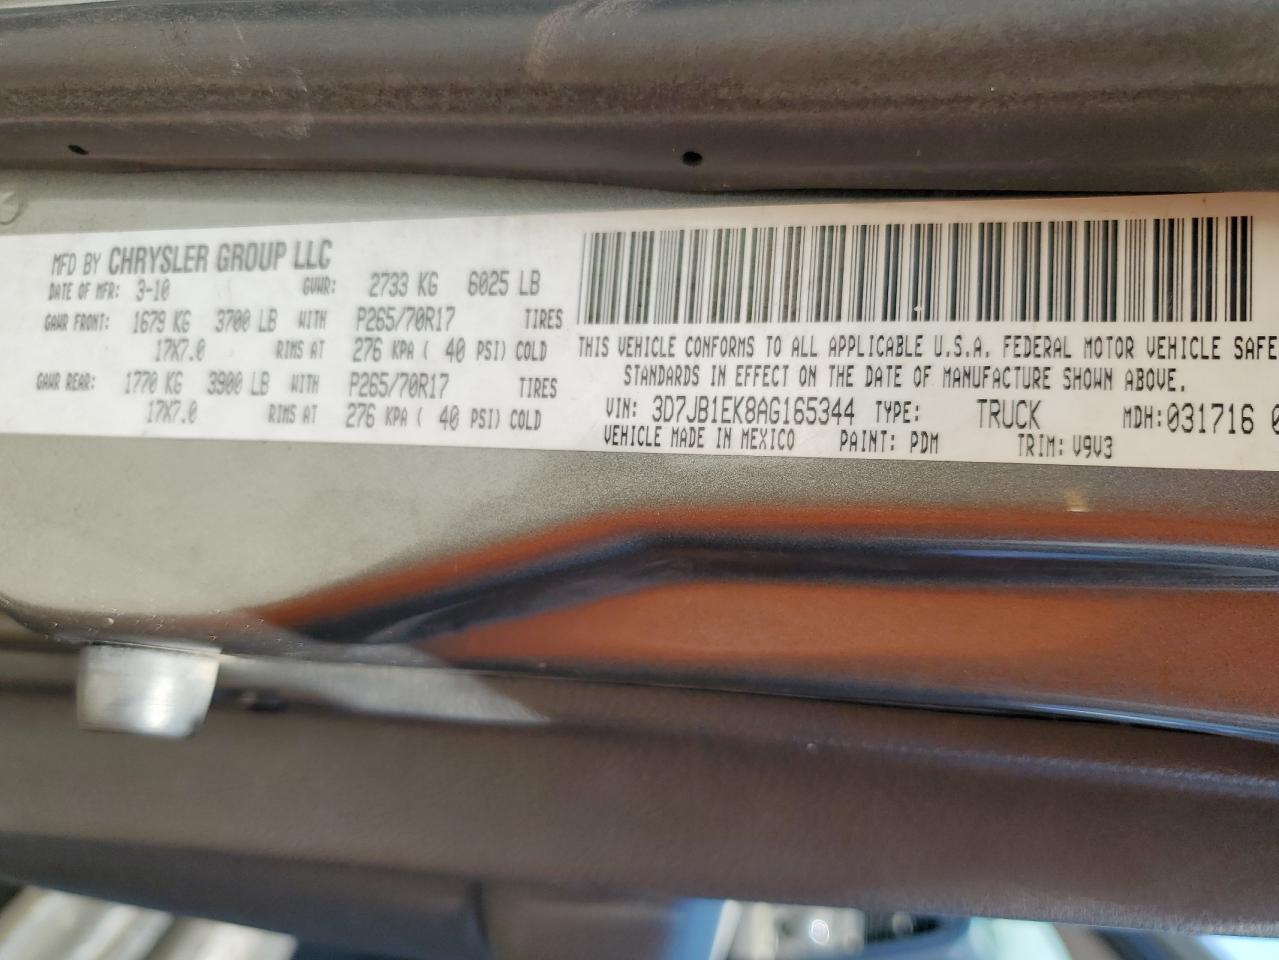 MFD BY CHRYSLER GROUP LLC
DATE OF MFR: 3-10 GVWR: 2733 KG 6025 LB
GAWR FRONT: 1679 KG 3700 LB WITH P265/70R17 TIRES
17X7.0 RIMS AT 276 KPA ( 40 PSI) COLD
GAWR REAR: 1770 KG 3900 LB WITH P265/70R17 TIRES
17X7.0 RIMS AT 276 KPA ( 40 PSI) COLD
THIS VEHICLE CONFORMS TO ALL APPLICABLE U.S.A. FEDERAL MOTOR VEHICLE SAFE
STANDARDS IN EFFECT ON THE DATE OF MANUFACTURE SHOWN ABOVE.
VIN: 3D7JB1EK8AG165344 TYPE: TRUCK MDH: 031716 0
VEHICLE MADE IN MEXICO PAINT: PDM TRIM: V9V3